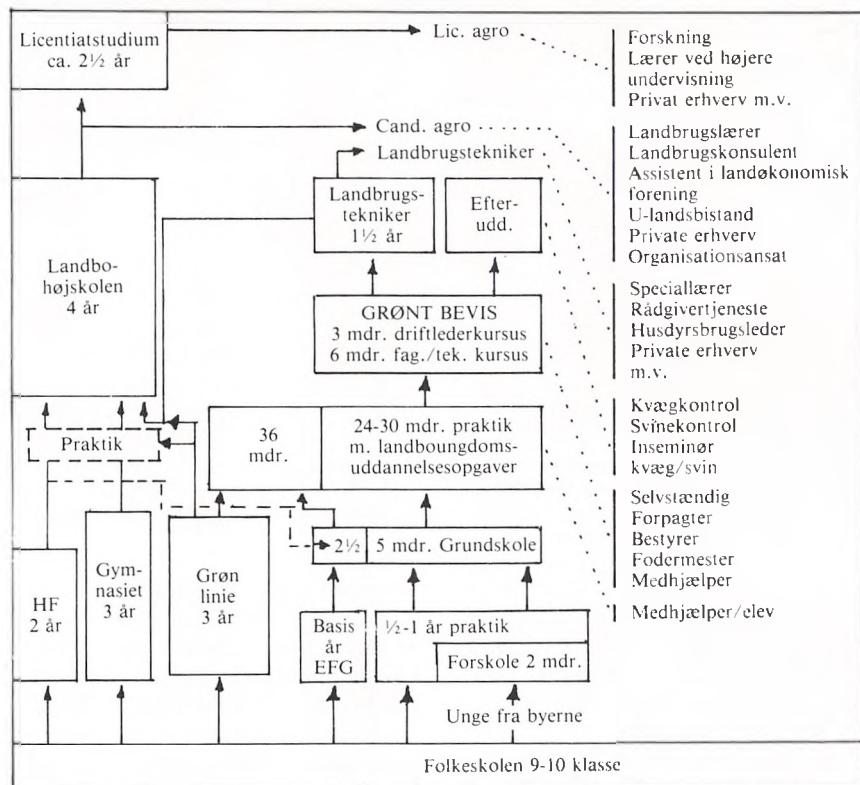 Licentiatstudium
ca. 2½ år
Lic. agro
Forskning
Lærer ved højere
undervisning
Privat erhverv m.v.
Cand. agro
Landbrugstekniker
Landbrugslærer
Landbrugskonsulent
Assistent i landøkonomisk
forening
U-landsbistand
Private erhverv
Organisationsansat
Landbohøjskolen
4 år
Landbrugs-
tekniker
1½ år
Efter-
udd.
GRØNT BEVIS
3 mdr. driftlederkursus
6 mdr. fag./tek. kursus
Speciallærer
Rådgivertjeneste
Husdyrsbrugsleder
Private erhverv
m.v.
Praktik
36
mdr.
24-30 mdr. praktik
m. landboungdoms-
uddannelsesopgaver
Kvægkontrol
Svinekontrol
Inseminør
kvæg/svin
2½
5 mdr. Grundskole
Selvstændig
Forpagter
Bestyrer
Fodermester
Medhjælper
HF
2 år
Gym-
nasiet
3 år
Grøn
linie
3 år
Basis
år
EFG
½-1 år praktik
Forskole 2 mdr.
Medhjælper/elev
Unge fra byerne
Folkeskolen 9-10 klasse